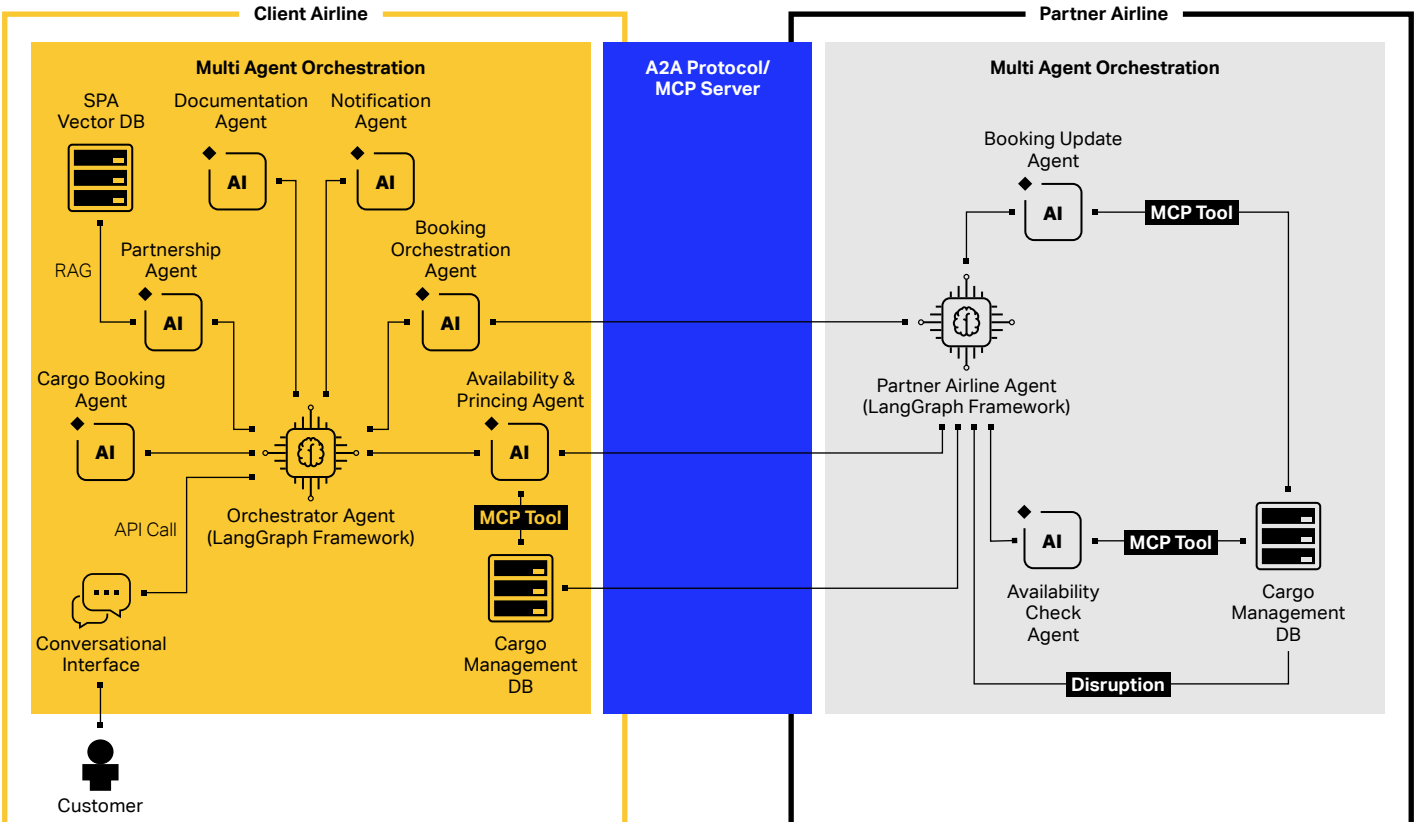 Client Airline
Partner Airline
Multi Agent Orchestration
A2A Protocol/
MCP Server
Multi Agent Orchestration
SPA
Vector DB
Documentation
Agent
Notification
Agent
AI
AI
Booking Update
Agent
AI
MCP Tool
RAG
Partnership
Agent
AI
Booking
Orchestration
Agent
AI
Partner Airline Agent
(LangGraph Framework)
Cargo Booking
Agent
AI
Availability &
Princing Agent
AI
Orchestrator Agent
(LangGraph Framework)
API Call
MCP Tool
AI
MCP Tool
Availability
Check
Agent
Cargo
Management
DB
Conversational
Interface
Cargo
Management
DB
Disruption
Customer